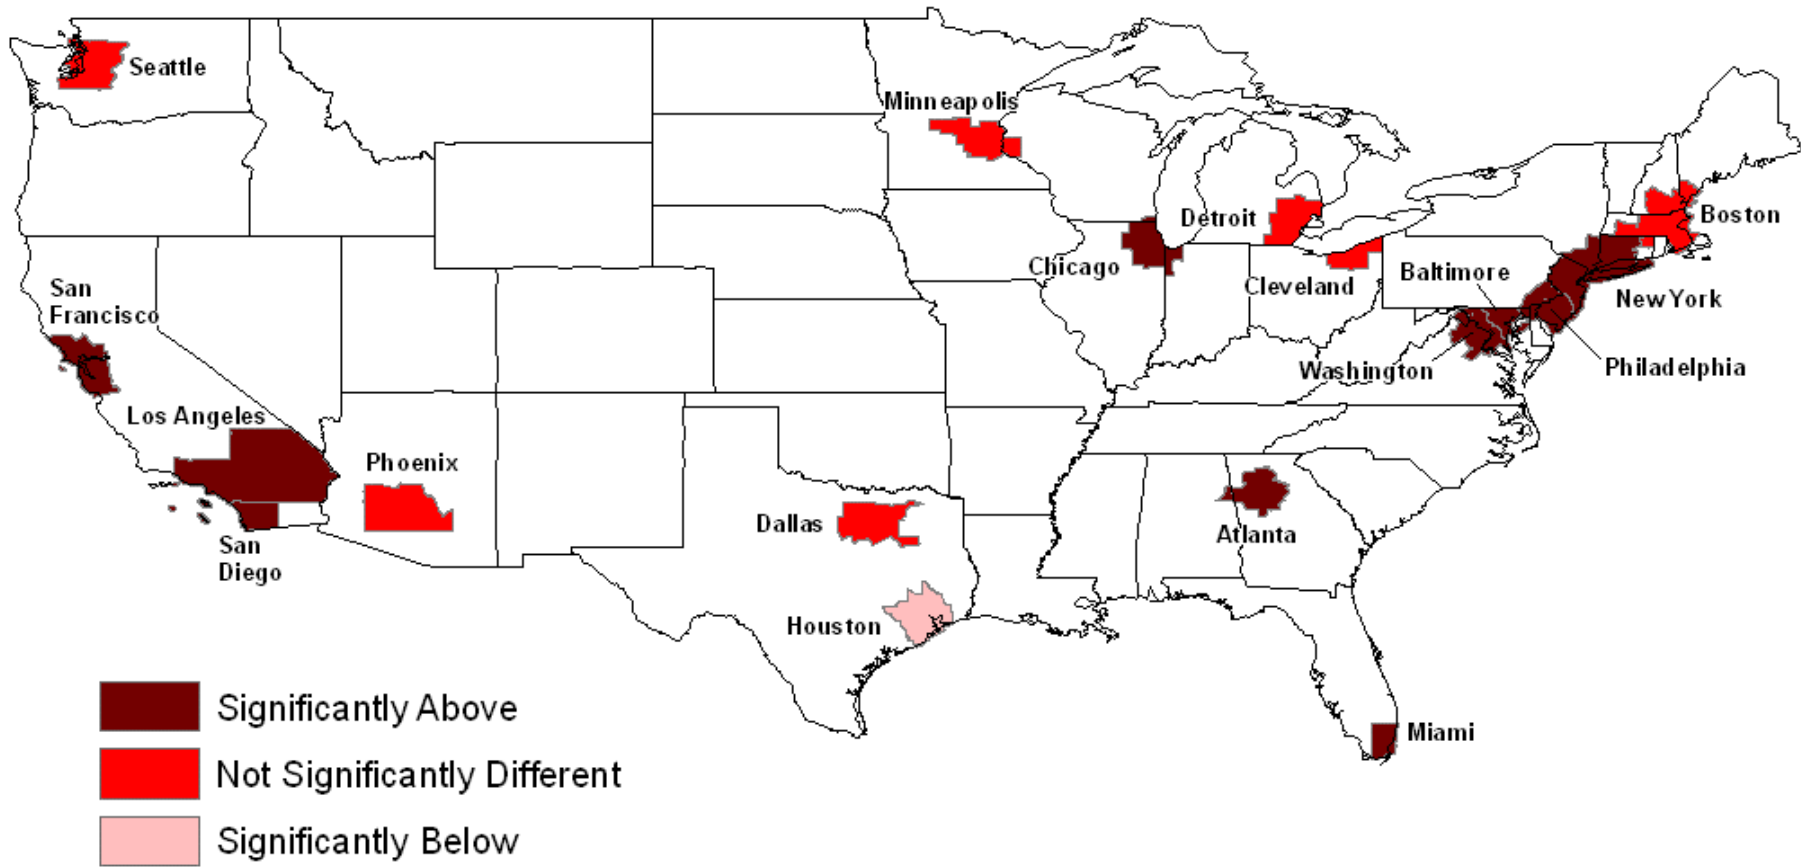 Seattle
Minneapolis
Detroit
Boston
Chicago
Baltimore
Cleveland
New York
San
Francisco
Washington
Philadelphia
Los Angeles
Phoenix
Dallas
Atlanta
San
Diego
Houston
Miami
Significantly Above
Not Significantly Different
Significantly Below